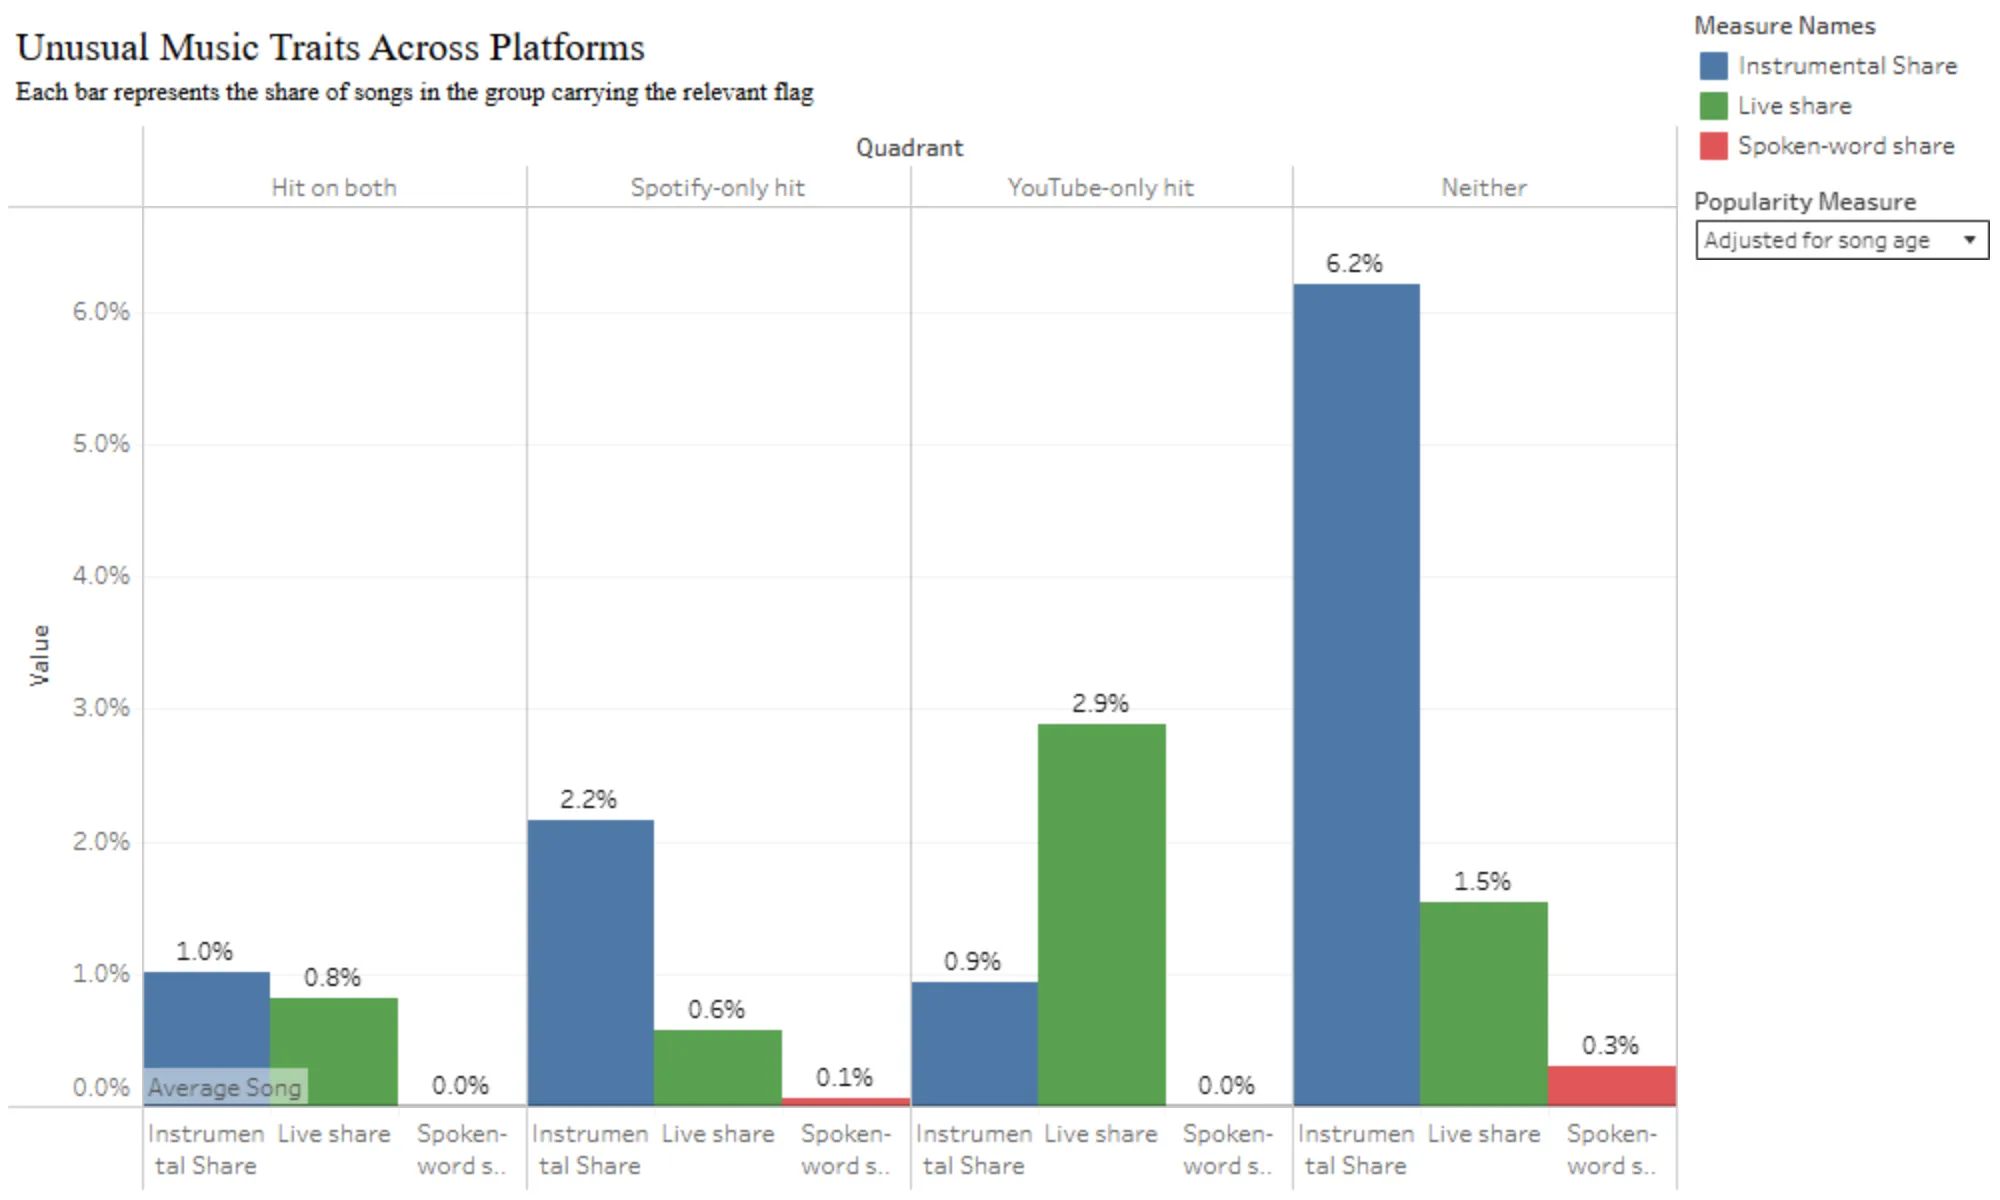 Unusual Music Traits Across Platforms
Each bar represents the share of songs in the group carrying the relevant flag
Quadrant
Hit on both Spotify-only hit YouTube-only hit Neither
6.0%
5.0%
4.0%
3.0%
2.0%
1.0%
0.0%
Value
1.0%
0.8%
0.0%
2.2%
0.6%
0.1%
0.9%
2.9%
0.0%
6.2%
1.5%
0.3%
Average Song
Instrumen Live share Spoken- Instrumen Live share Spoken- Instrumen Live share Spoken- Instrumen Live share Spoken-
tal Share word s.. tal Share word s.. tal Share word s.. tal Share word s..
Measure Names
Instrumental Share
Live share
Spoken-word share
Popularity Measure
Adjusted for song age